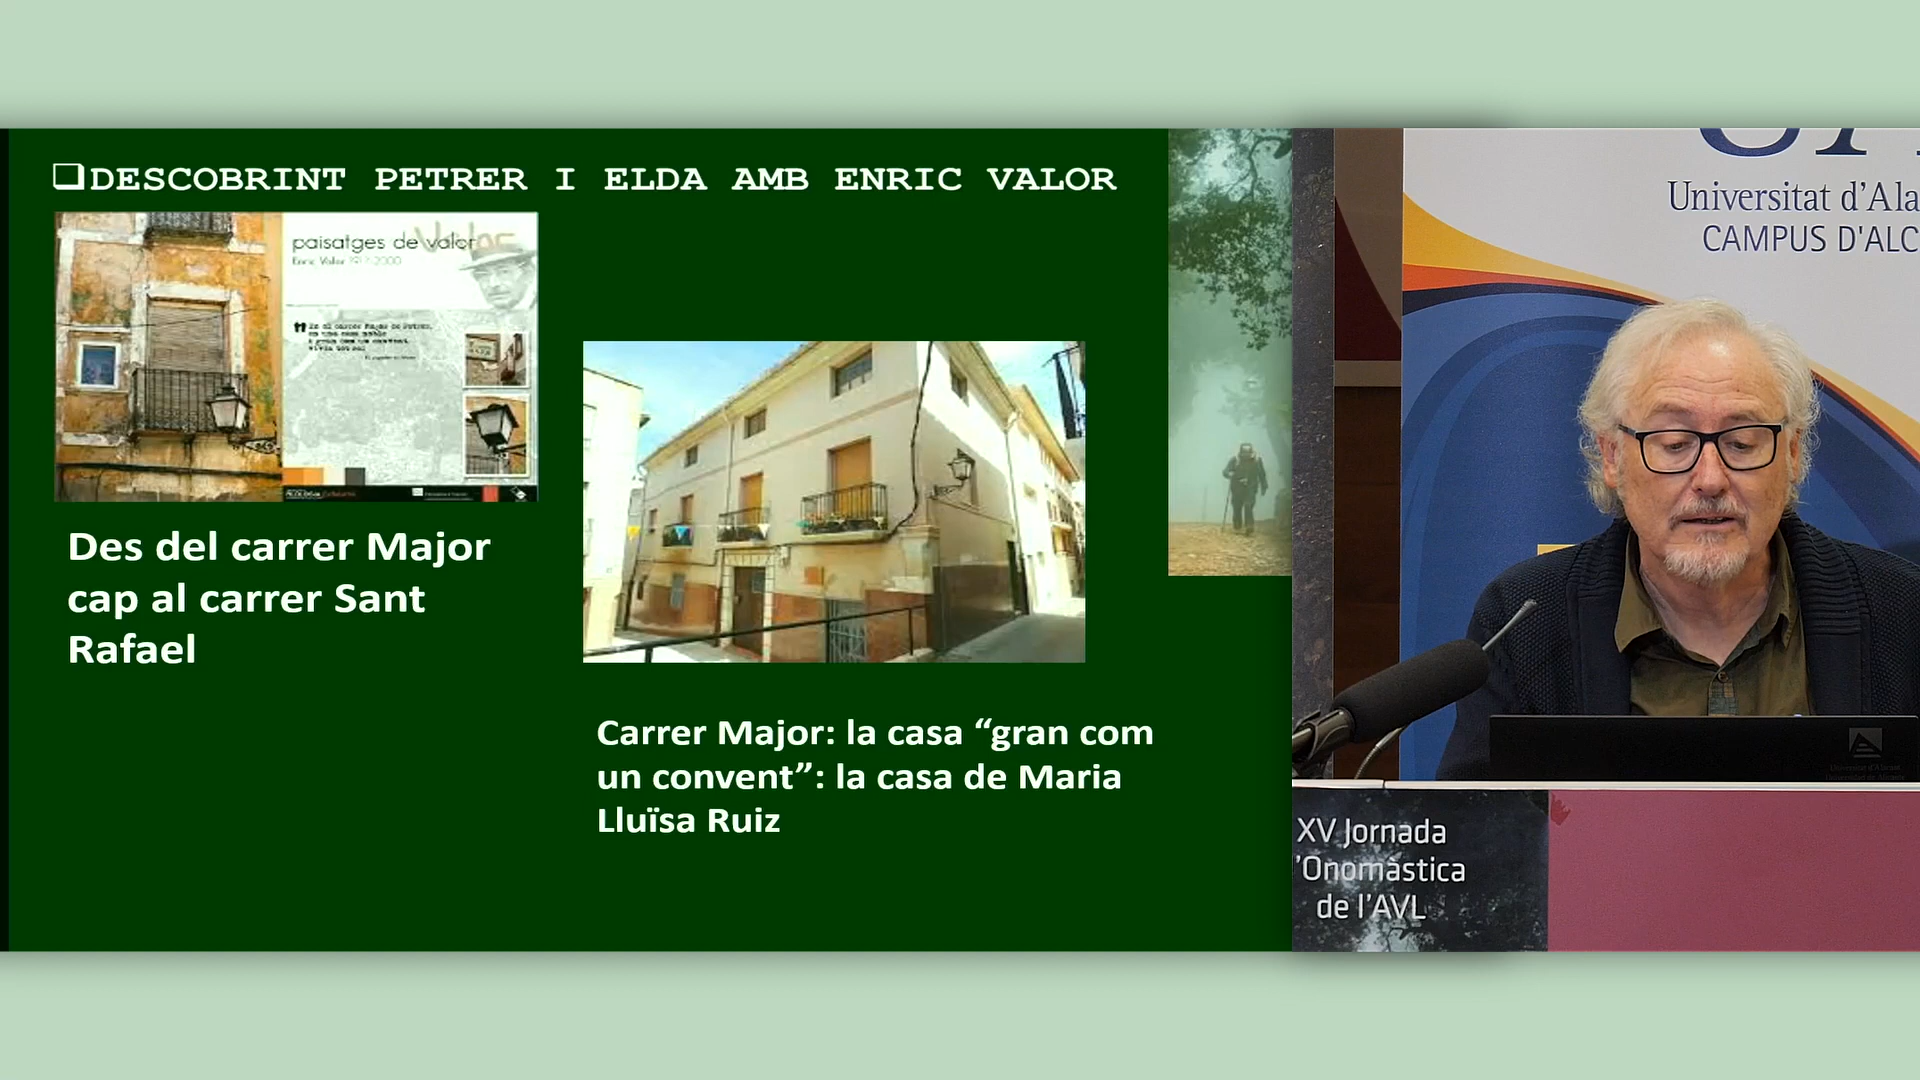 ❑DESCOBRINT PETRER I ELDA AMB ENRIC VALOR
paisatges de valor
Enric Valor
Des del carrer Major
cap al carrer Sant
Rafael
Carrer Major: la casa “gran com
un convent”: la casa de Maria
Lluïsa Ruiz
Universitat d'Ala
CAMPUS D'ALC
XV Jornada
'Onomàstica
de l'AVL